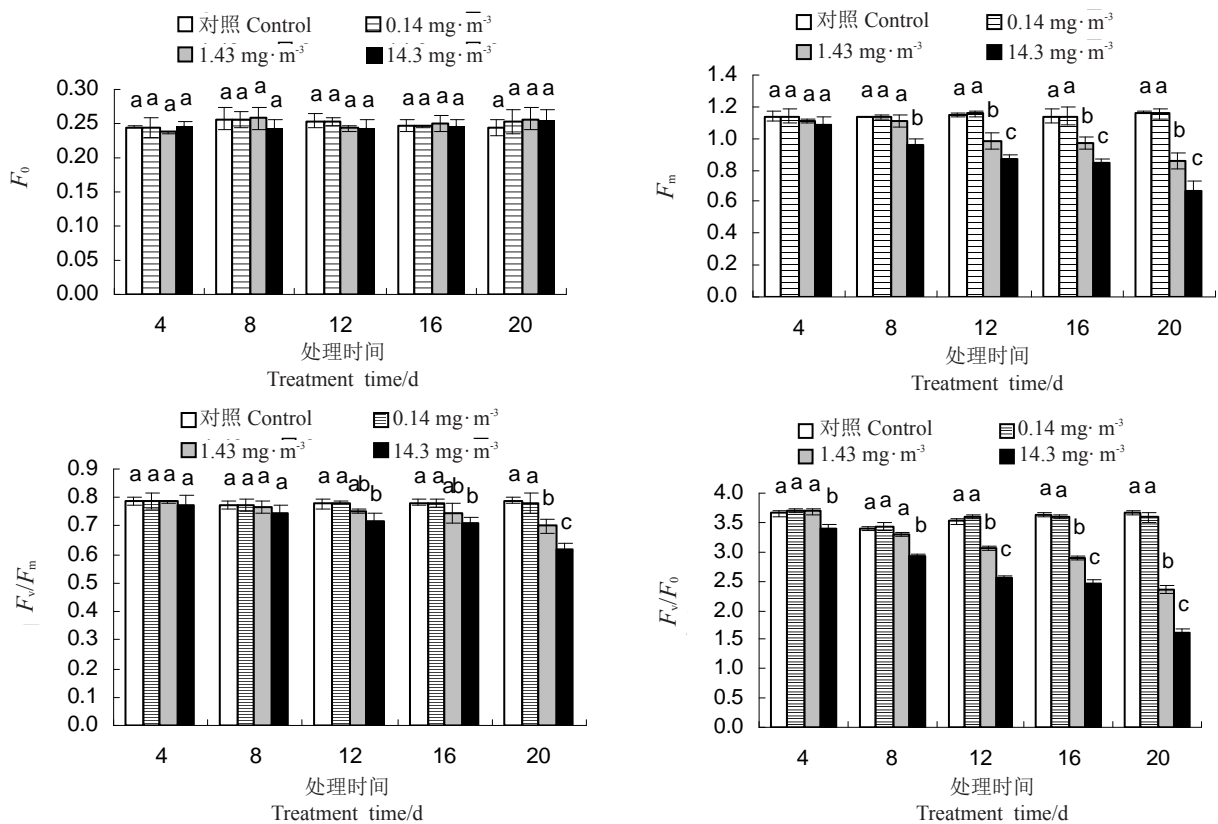 对照 Control 0.14 mg·m⁻³
1.43 mg·m⁻³ 14.3 mg·m⁻³
a a a a a a a a a a a a a a a a a a a a
0.30
0.25
0.20
0.15
0.10
0.05
0.00
F₀
4 8 12 16 20
处理时间
Treatment time/d
对照 Control 0.14 mg·m⁻³
1.43 mg·m⁻³ 14.3 mg·m⁻³
a a a a a a a b a a b c a a b c a a b c
1.4
1.2
1.0
0.8
0.6
0.4
0.2
0.0
Fₘ
4 8 12 16 20
处理时间
Treatment time/d
对照 Control 0.14 mg·m⁻³
1.43 mg·m⁻³ 14.3 mg·m⁻³
a a a a a a a a a a ab b a a ab b a a b c
0.9
0.8
0.7
0.6
0.5
0.4
0.3
0.2
0.1
0.0
Fᵥ/Fₘ
4 8 12 16 20
处理时间
Treatment time/d
对照 Control 0.14 mg·m⁻³
1.43 mg·m⁻³ 14.3 mg·m⁻³
a a a b a a a b a a b c a a b c a a b c
4.0
3.5
3.0
2.5
2.0
1.5
1.0
0.5
0.0
Fᵥ/F₀
4 8 12 16 20
处理时间
Treatment time/d